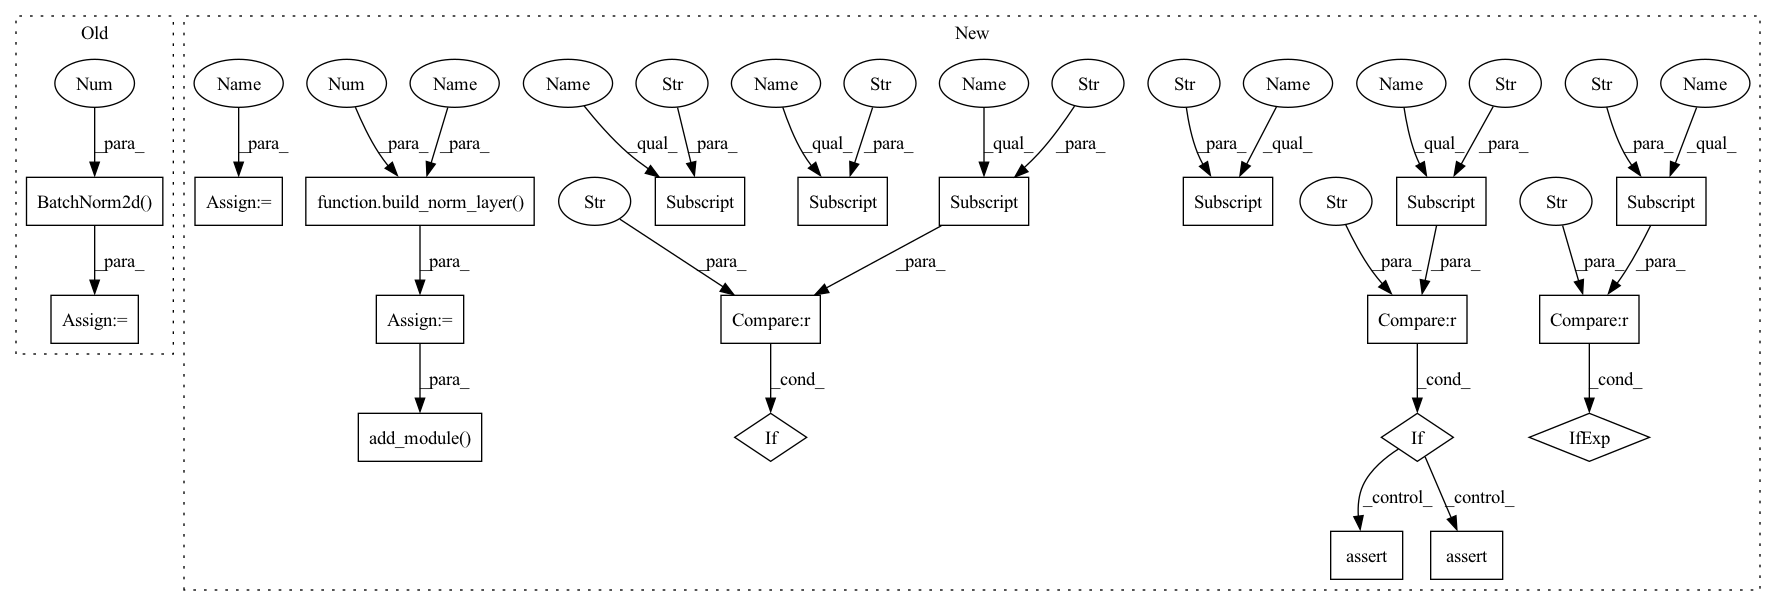 Old New
Num Name Num Name Name Str Name Str Name Str Str Name Name Str Str Name
_para_ _para_ _para_ _para_ _qual_ _para_ _qual_ _para_ _qual_ _para_ _para_ _qual_ _qual_ _para_ _para_ _qual_
BatchNorm2d() Assign:= function.build_norm_layer() Str Subscript Subscript Subscript Subscript Str Subscript Str Subscript
_para_ _para_ _para_ _para_ _para_ _para_ _para_ _para_
Assign:= Assign:= Compare:r Compare:r Compare:r
_para_ _cond_ _cond_ _cond_
add_module() If If IfExp
_control_ _control_
assert assert